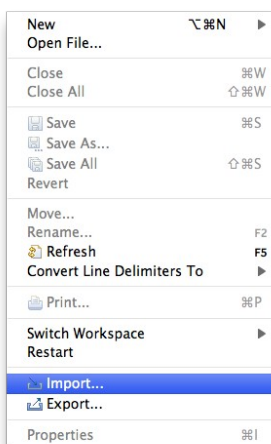 New ⌥⌘N ▶
Open File...
Close ⌘W
Close All ⇧⌘W
Save ⌘S
Save As...
Save All ⇧⌘S
Revert
Move...
Rename... F2
Refresh F5
Convert Line Delimiters To ▶
Print... ⌘P
Switch Workspace ▶
Restart
Import...
Export...
Properties ⌘I